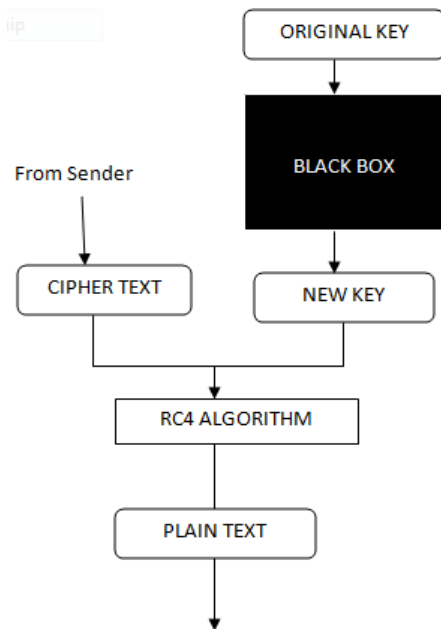 ORIGINAL KEY
BLACK BOX
From Sender
CIPHER TEXT
NEW KEY
RC4 ALGORITHM
PLAIN TEXT